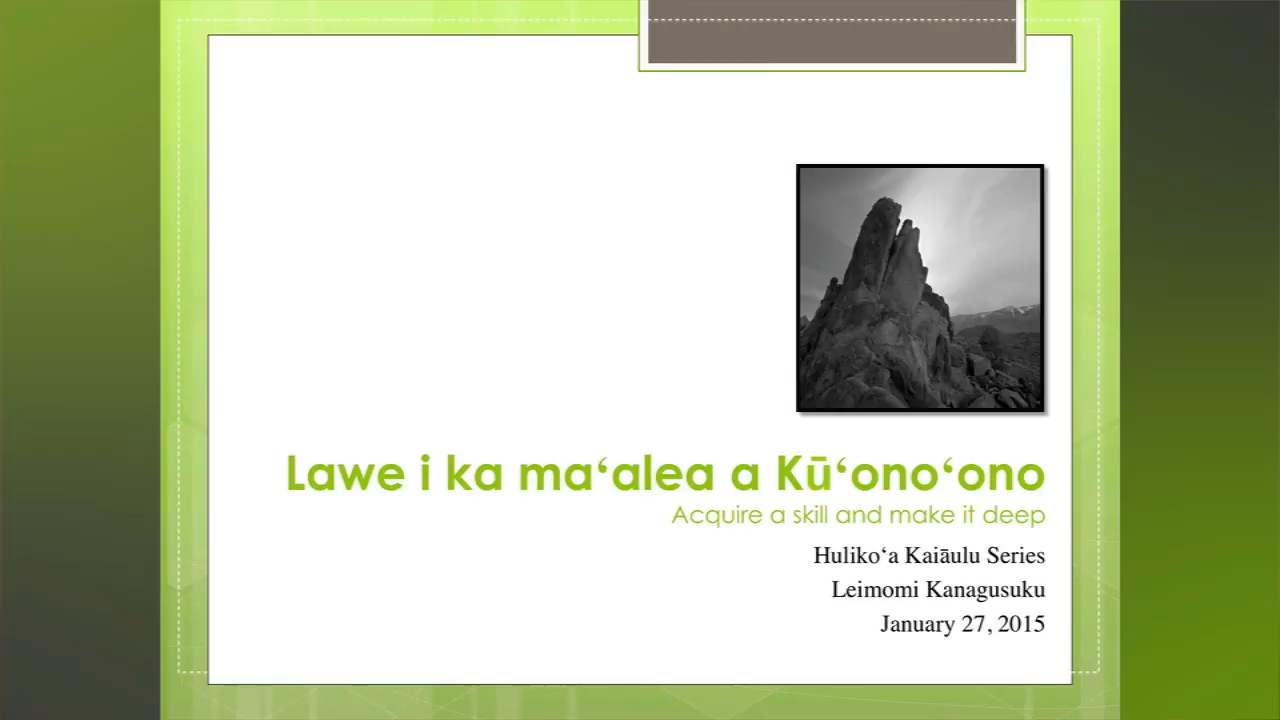 Lawe i ka maʻalea a Kūʻonoʻono
Acquire a skill and make it deep
Hulikoʻa Kaiāulu Series
Leimomi Kanagusuku
January 27, 2015